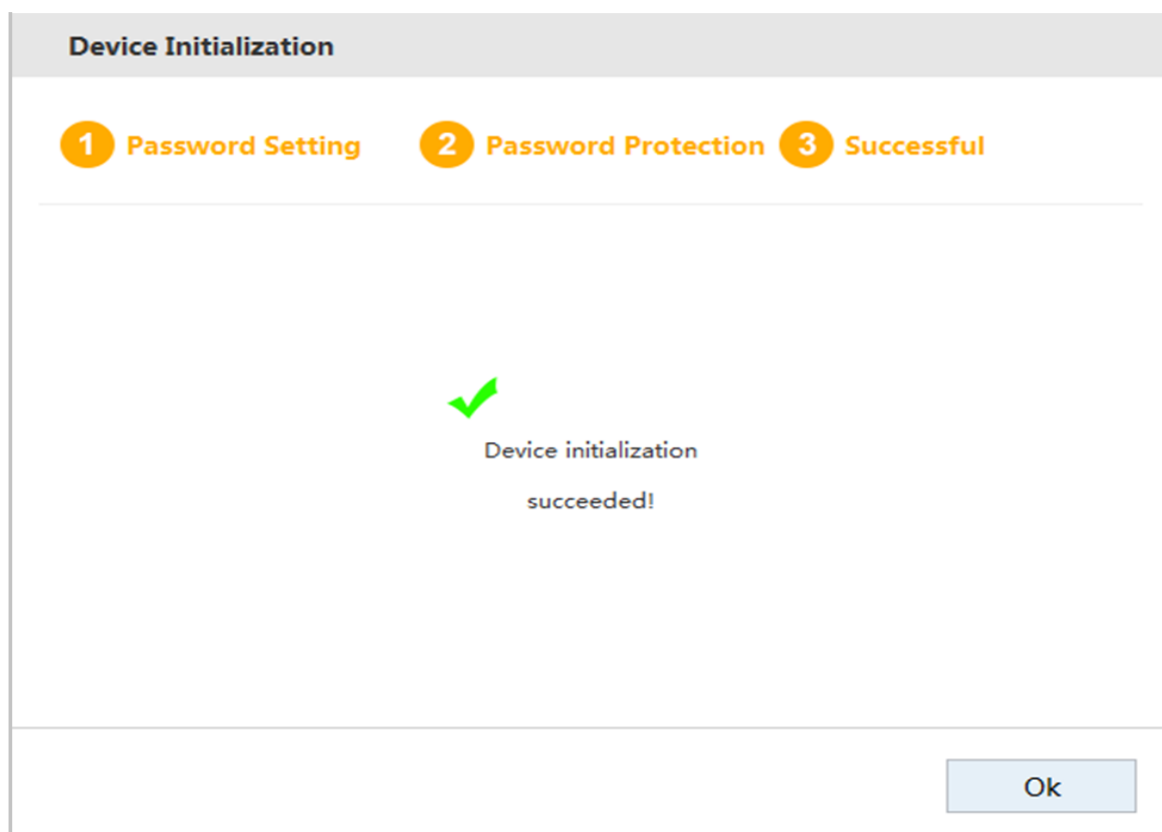 Device Initialization
1 Password Setting 2 Password Protection 3 Successful
Device initialization
succeeded!
Ok